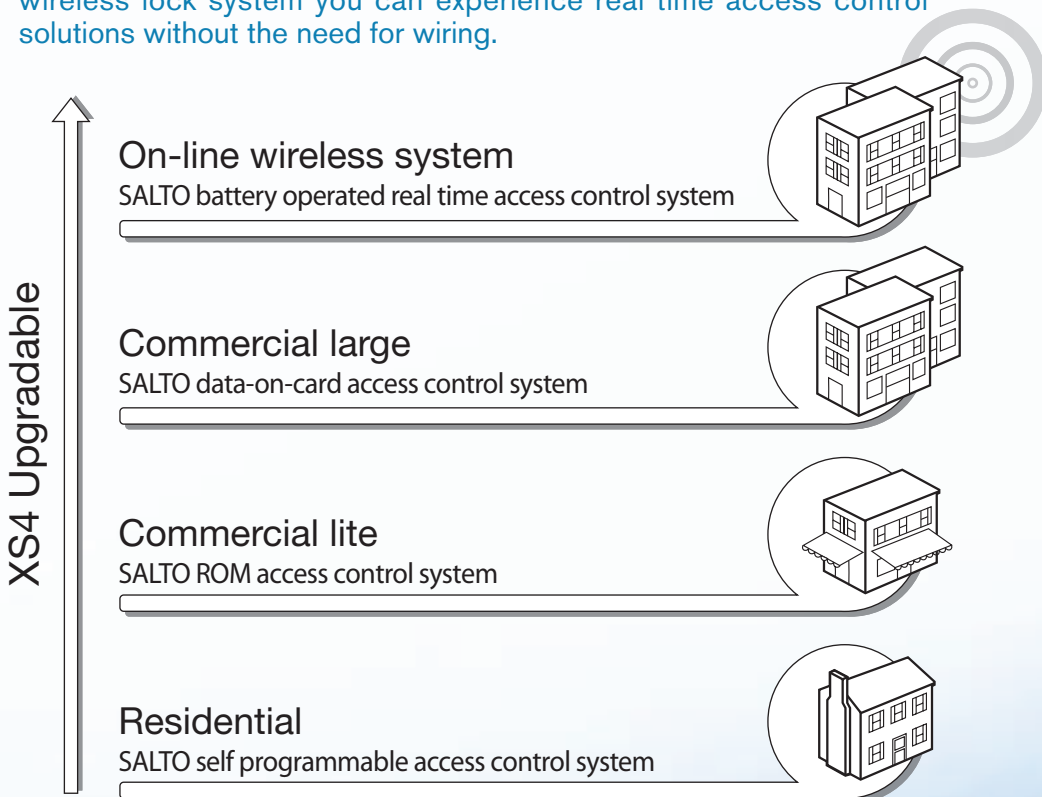 wireless lock system you can experience real time access control
solutions without the need for wiring.
On-line wireless system
SALTO battery operated real time access control system
Commercial large
SALTO data-on-card access control system
Commercial lite
SALTO ROM access control system
Residential
SALTO self programmable access control system
XS4 Upgradable